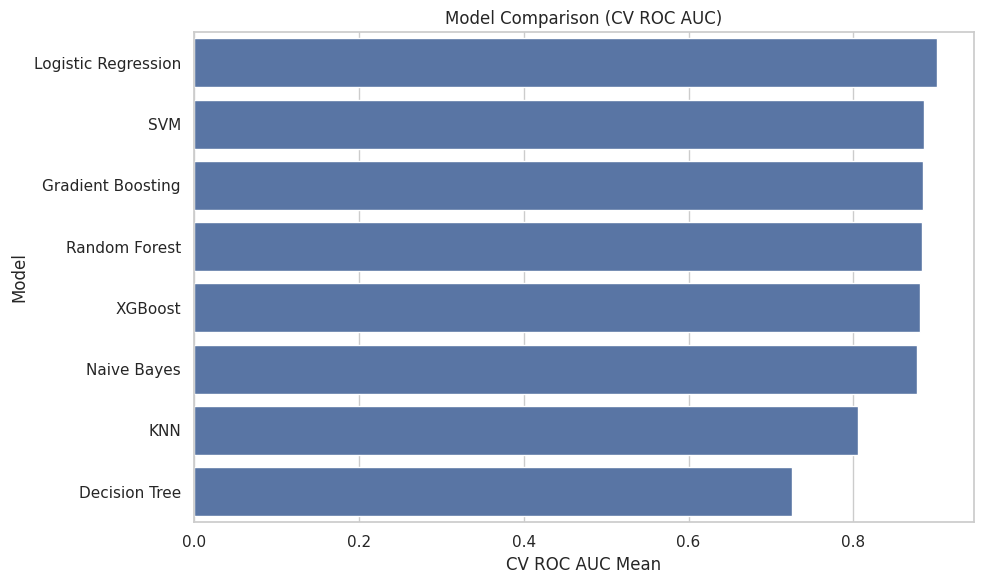 Model Comparison (CV ROC AUC)
Logistic Regression
SVM
Gradient Boosting
Random Forest
XGBoost
Naive Bayes
KNN
Decision Tree
Model
0.0 0.2 0.4 0.6 0.8
CV ROC AUC Mean